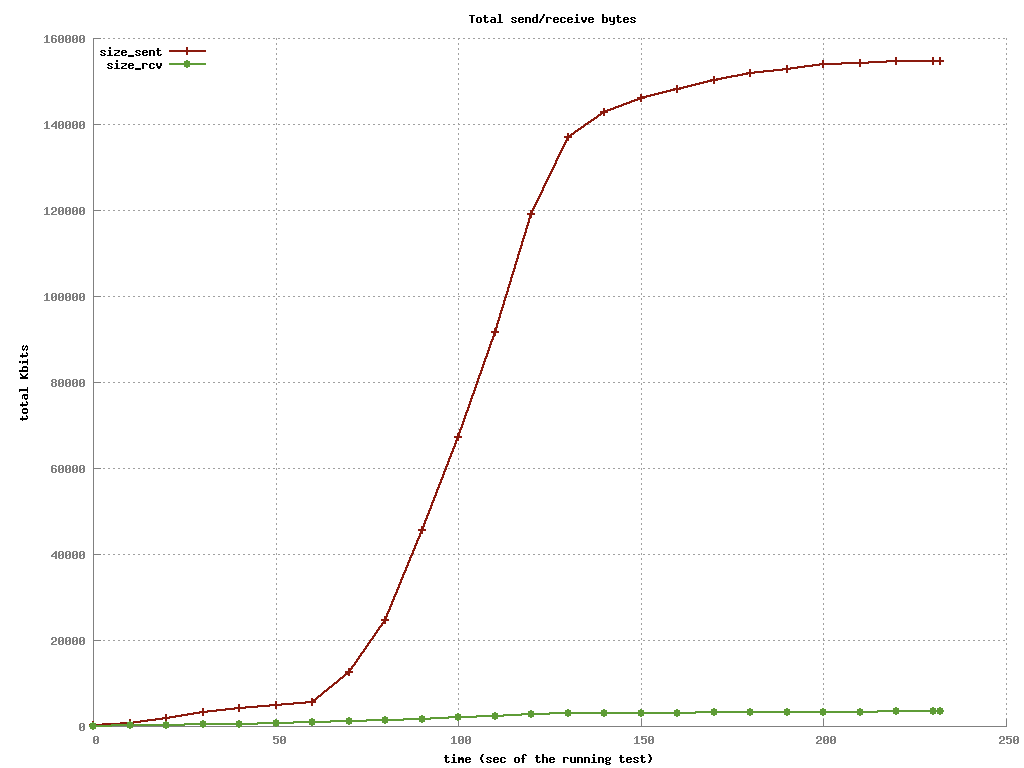 Total send/receive bytes
160000
size_sent
size_rcv
140000
120000
100000
total Kbits
80000
60000
40000
20000
0
0 50 100 150 200 250
time (sec of the running test)